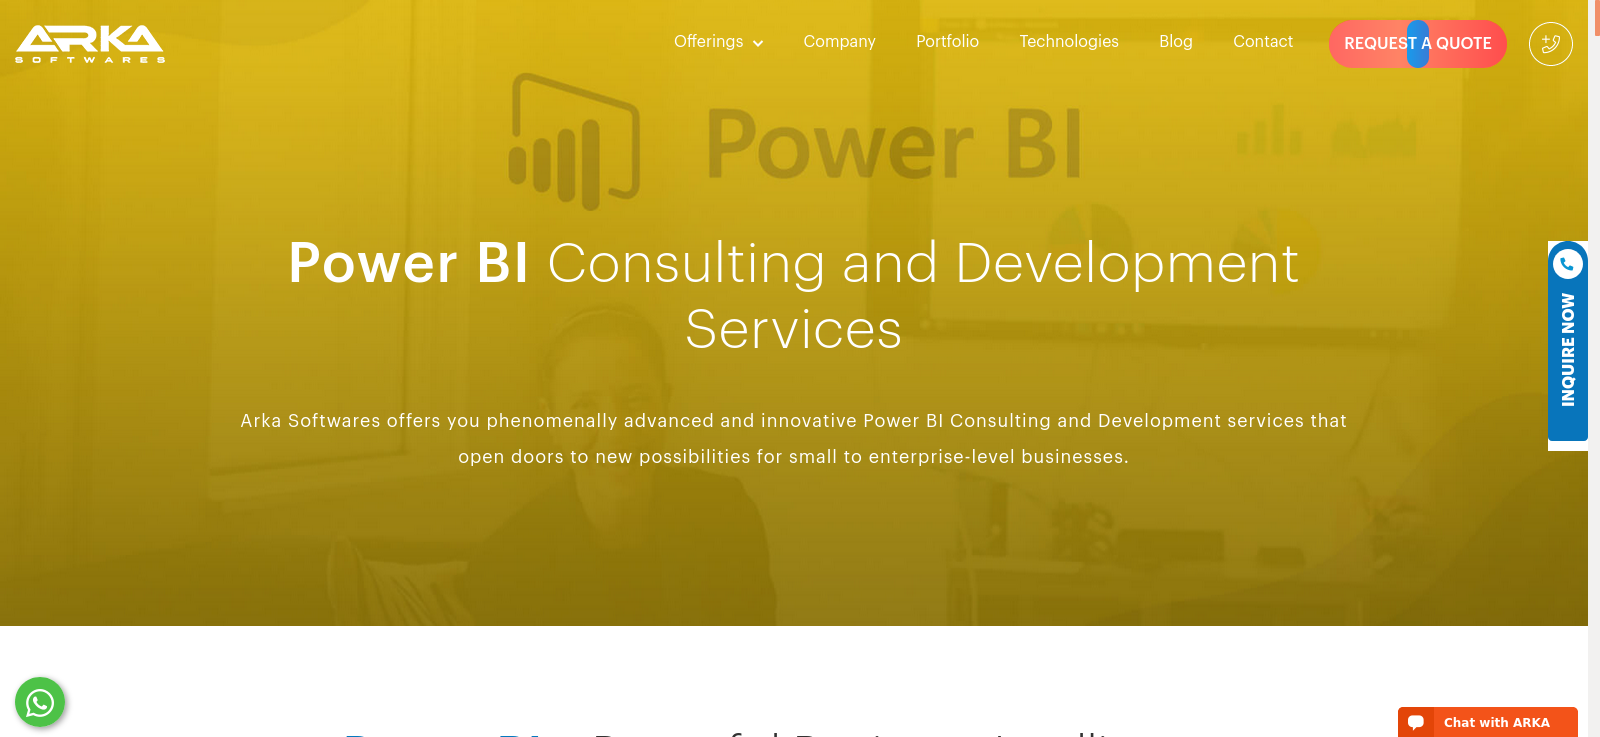 ARKA
SOFTWARES
Offerings
Company
Portfolio
Technologies
Blog
Contact
REQUEST A QUOTE
Power BI
Power BI Consulting and Development
Services
Arka Softwares offers you phenomenally advanced and innovative Power BI Consulting and Development services that
open doors to new possibilities for small to enterprise-level businesses.
INQUIRE NOW
Chat with ARKA